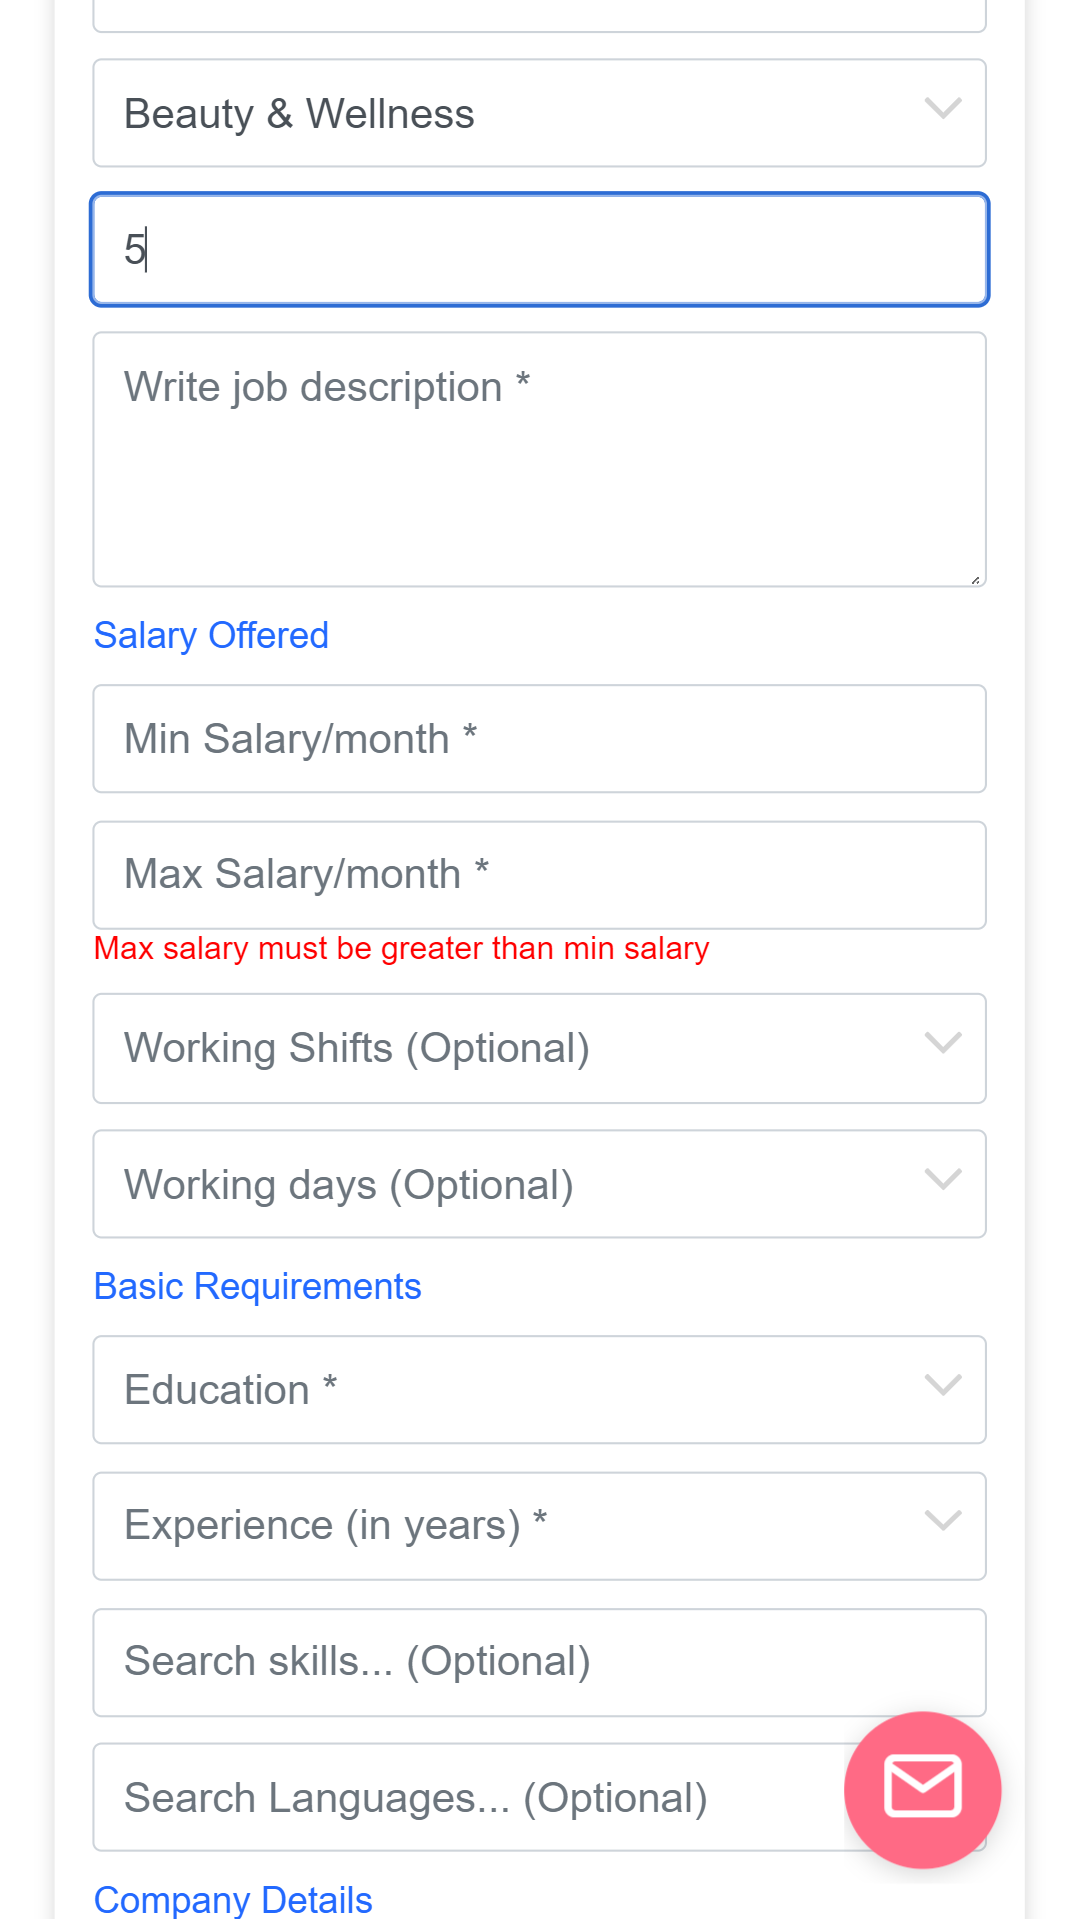 Beauty & Wellness
5
Write job description *
Salary Offered
Min Salary/month *
Max Salary/month *
Max salary must be greater than min salary
Working Shifts (Optional)
Working days (Optional)
Basic Requirements
Education *
Experience (in years) *
Search skills... (Optional)
Search Languages... (Optional)
Company Details